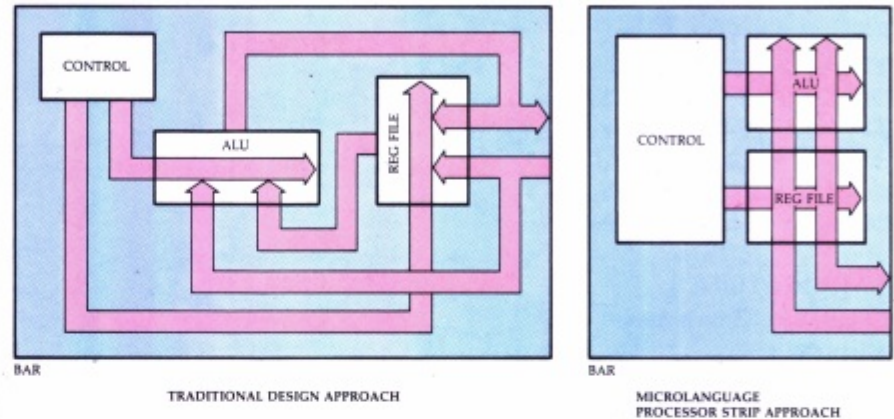 CONTROL
ALU
REG FILE
BAR
TRADITIONAL DESIGN APPROACH
CONTROL
ALU
REG FILE
BAR
MICROLANGUAGE
PROCESSOR STRIP APPROACH